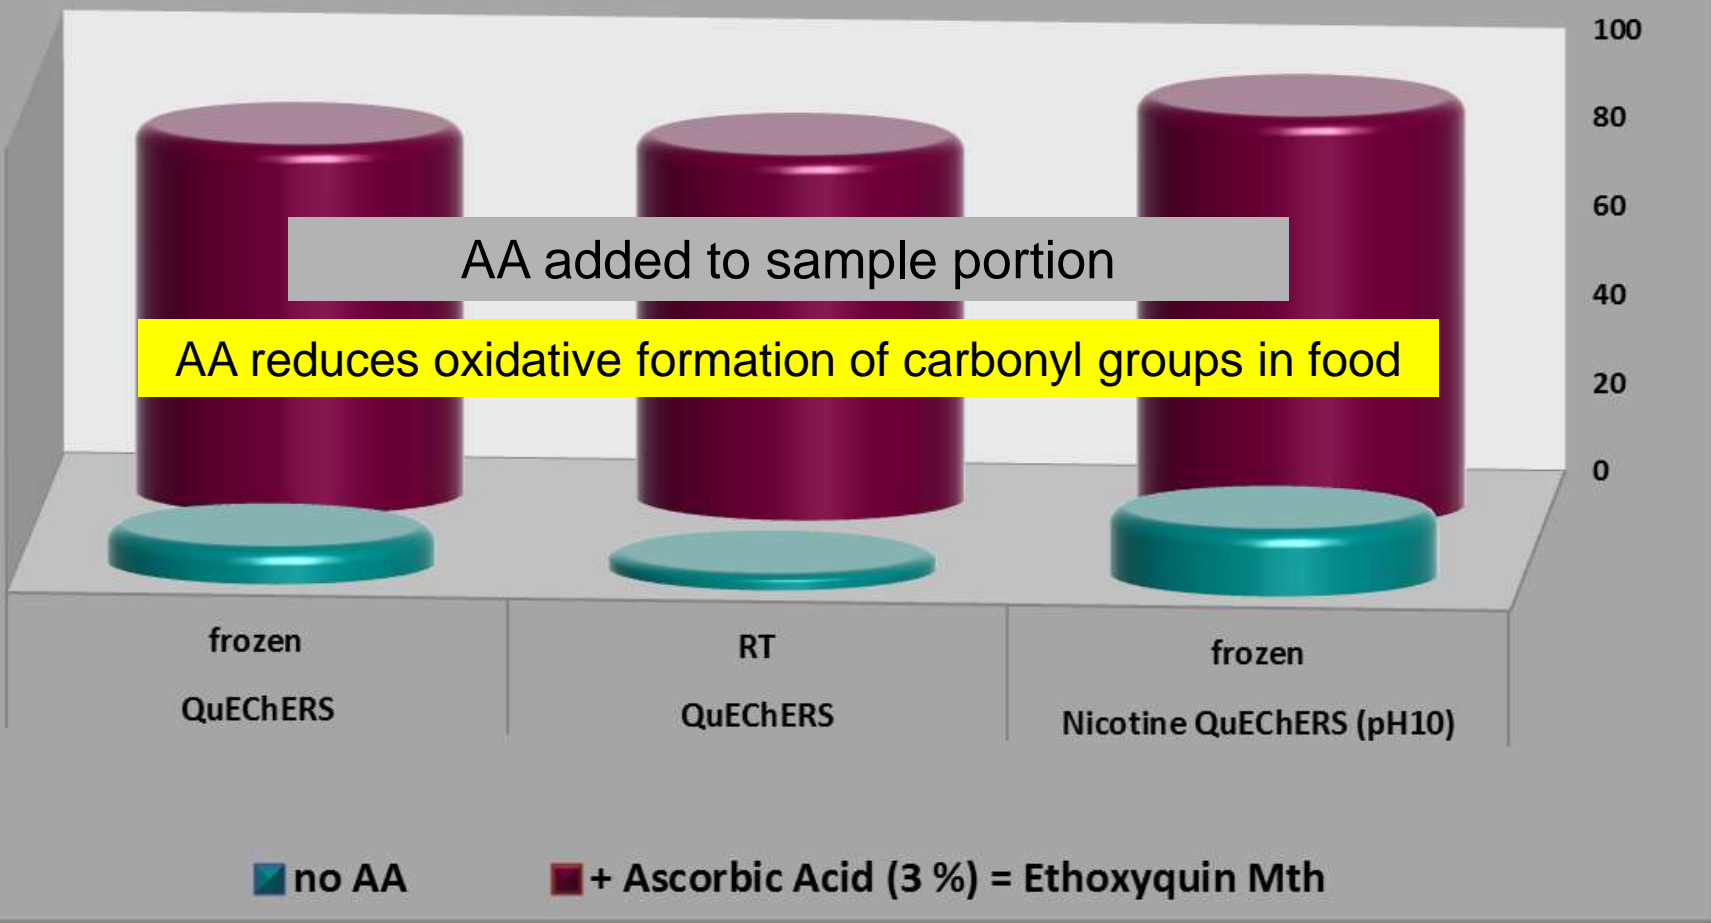 100
80
60
40
20
0
AA added to sample portion
AA reduces oxidative formation of carbonyl groups in food
frozen
QuEChERS
RT
QuEChERS
frozen
Nicotine QuEChERS (pH10)
no AA
+ Ascorbic Acid (3 %) = Ethoxyquin Mth